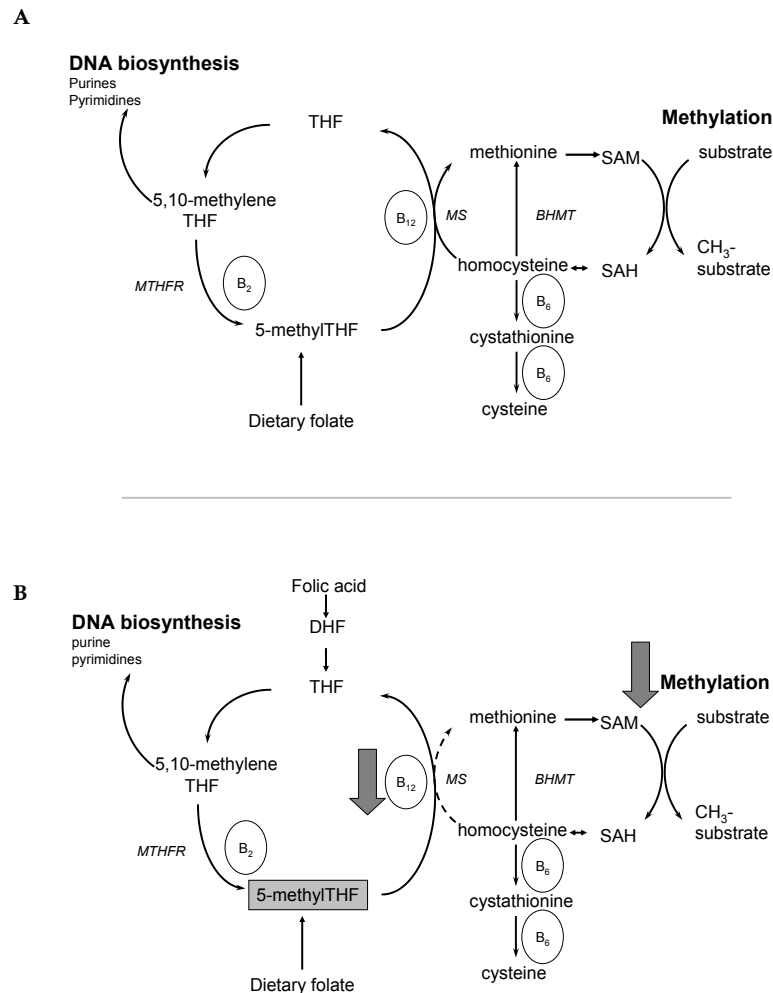 A
DNA biosynthesis
Purines
Pyrimidines
THF
Methylation
methionine
SAM
substrate
5,10-methylene
THF
B12
MS
BHMT
homocysteine
SAH
CH3-
substrate
MTHFR
B2
B6
5-methylTHF
cystathionine
B6
Dietary folate
cysteine
B
Folic acid
DNA biosynthesis
purine
pyrimidines
DHF
THF
Methylation
methionine
SAM
substrate
5,10-methylene
THF
B12
MS
BHMT
homocysteine
SAH
CH3-
substrate
MTHFR
B2
B6
5-methylTHF
cystathionine
B6
cysteine
Dietary folate